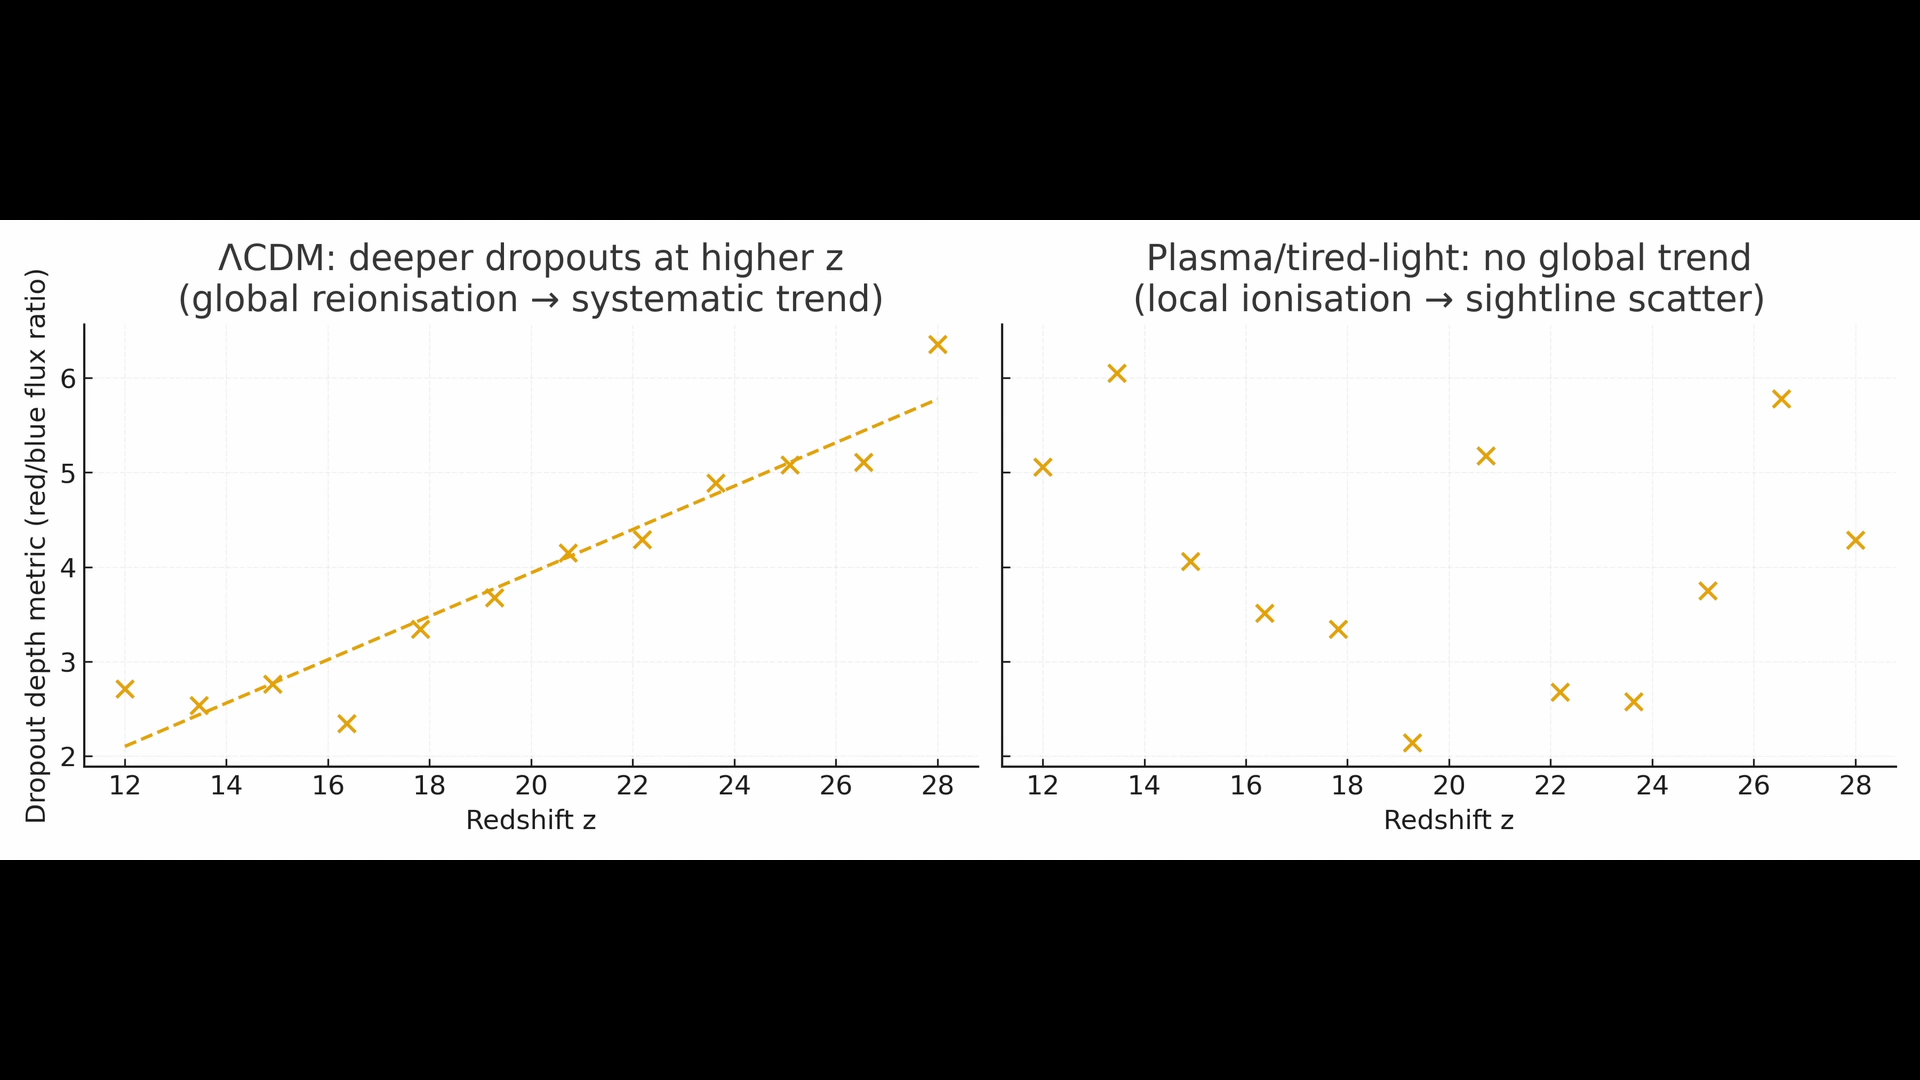 ΛCDM: deeper dropouts at higher z
(global reionisation → systematic trend)
Dropout depth metric (red/blue flux ratio)
6
5
4
3
2
12 14 16 18 20 22 24 26 28
Redshift z
Plasma/tired-light: no global trend
(local ionisation → sightline scatter)
12 14 16 18 20 22 24 26 28
Redshift z